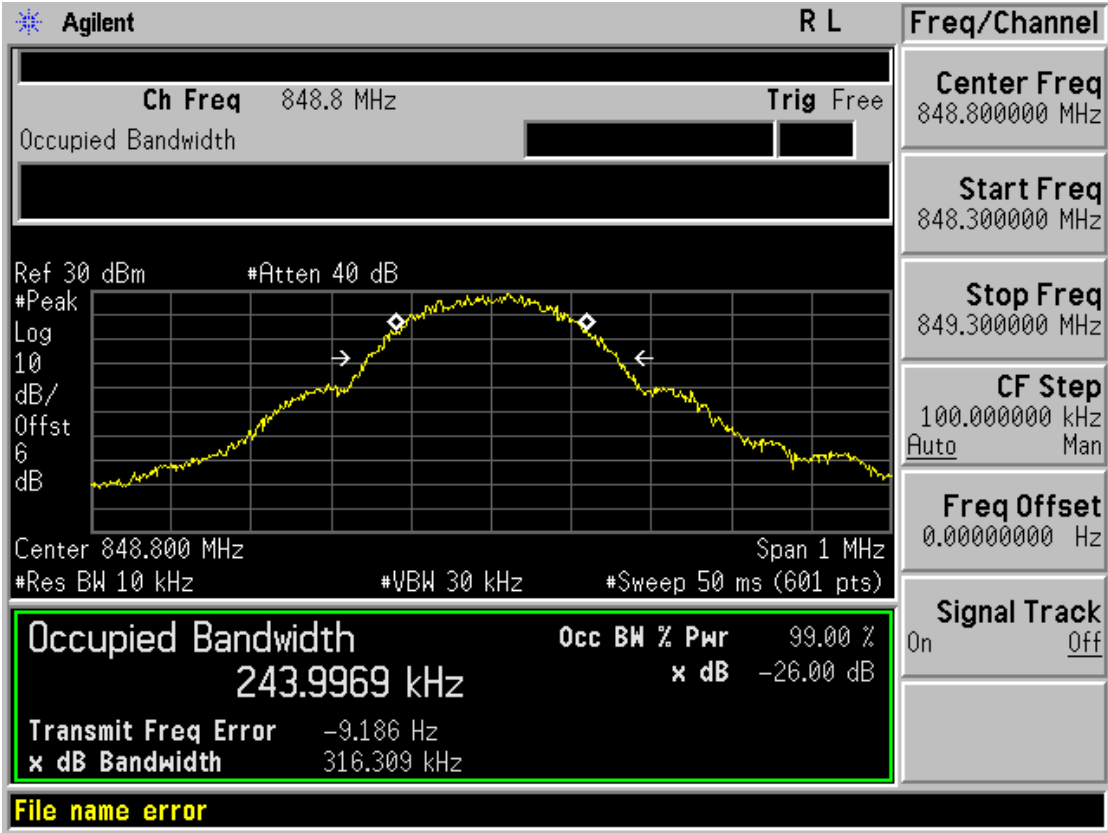 Agilent
R L
Ch Freq 848.8 MHz
Trig Free
Occupied Bandwidth
Ref 30 dBm
#Atten 40 dB
#Peak
Log
10
dB/
Offst
6
dB
Center 848.800 MHz
Span 1 MHz
#Res BW 10 kHz
#VBW 30 kHz
#Sweep 50 ms (601 pts)
Occupied Bandwidth
243.9969 kHz
Occ BW % Pwr 99.00 %
x dB -26.00 dB
Transmit Freq Error -9.186 Hz
x dB Bandwidth 316.309 kHz
File name error
Freq/Channel
Center Freq
848.800000 MHz
Start Freq
848.300000 MHz
Stop Freq
849.300000 MHz
CF Step
100.000000 kHz
Auto Man
Freq Offset
0.00000000 Hz
Signal Track
On Off